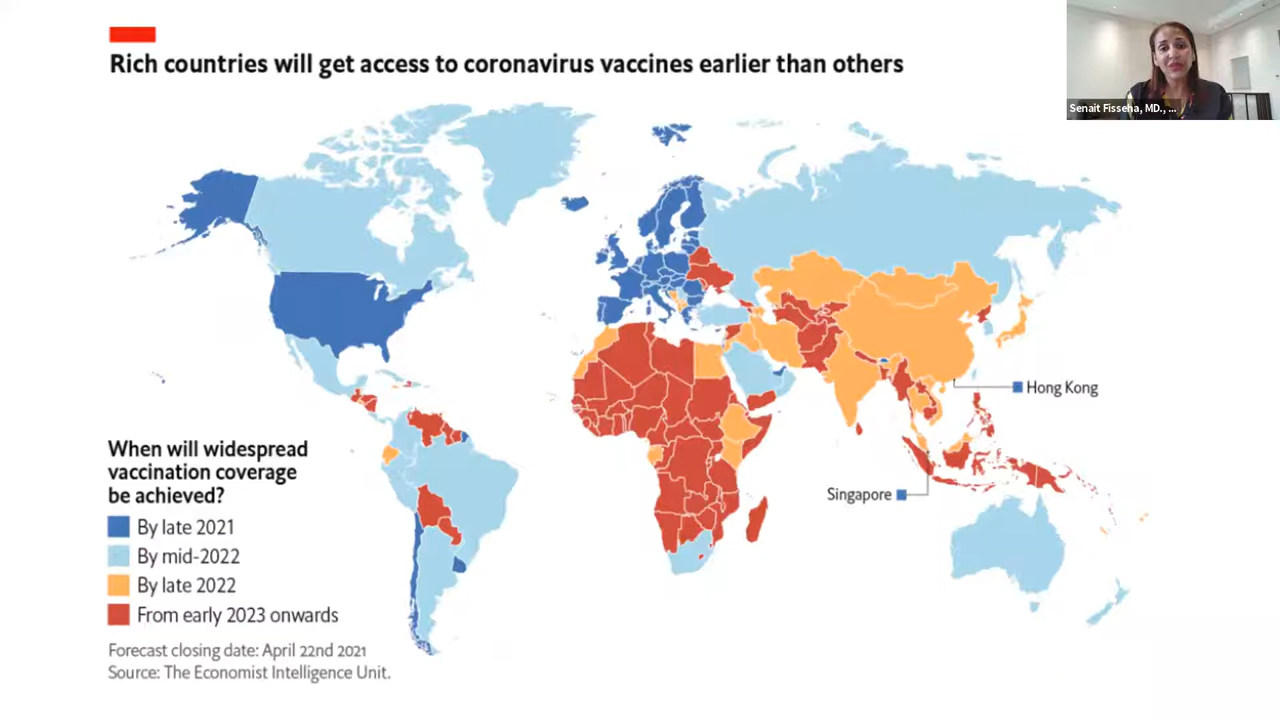 Rich countries will get access to coronavirus vaccines earlier than others
Senait Fisseha, MD., ...
Hong Kong
Singapore
When will widespread
vaccination coverage
be achieved?
By late 2021
By mid-2022
By late 2022
From early 2023 onwards
Forecast closing date: April 22nd 2021
Source: The Economist Intelligence Unit.